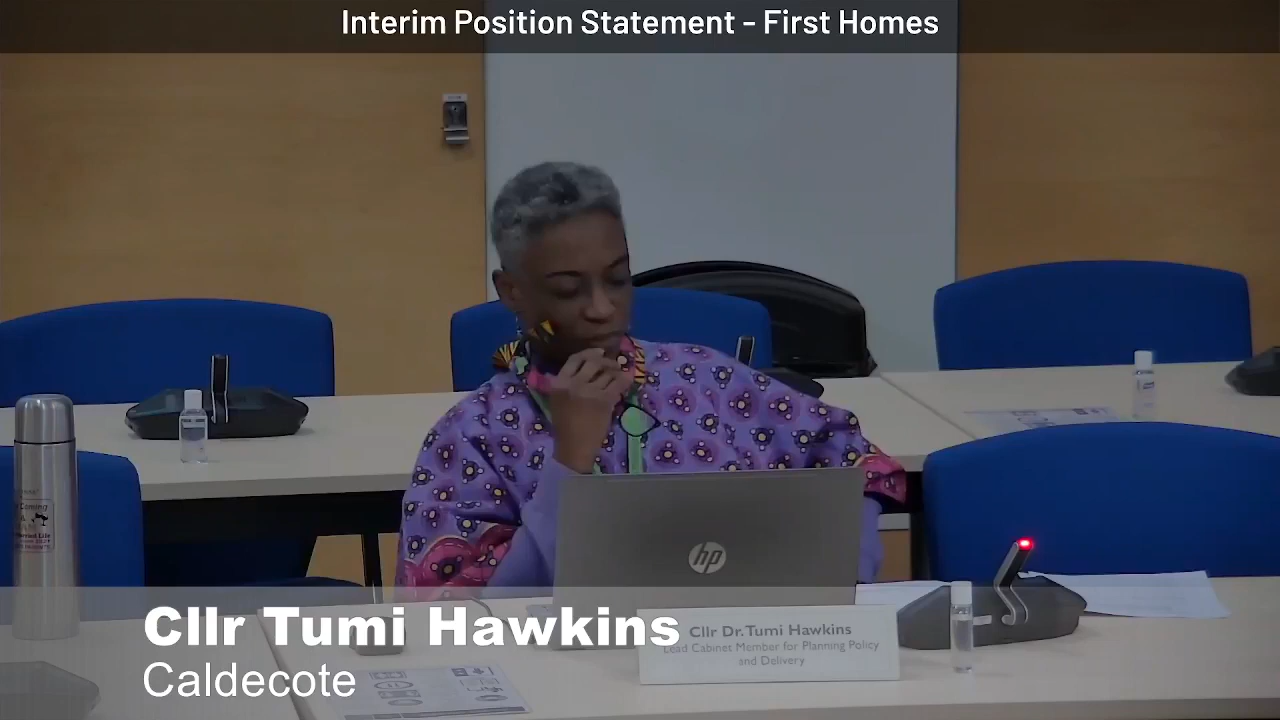 Interim Position Statement - First Homes
Coming
hp
Cllr Tumi Hawkins
Caldecote
Cllr Dr. Tumi Hawkins
Lead Cabinet Member for Planning Policy
and Delivery